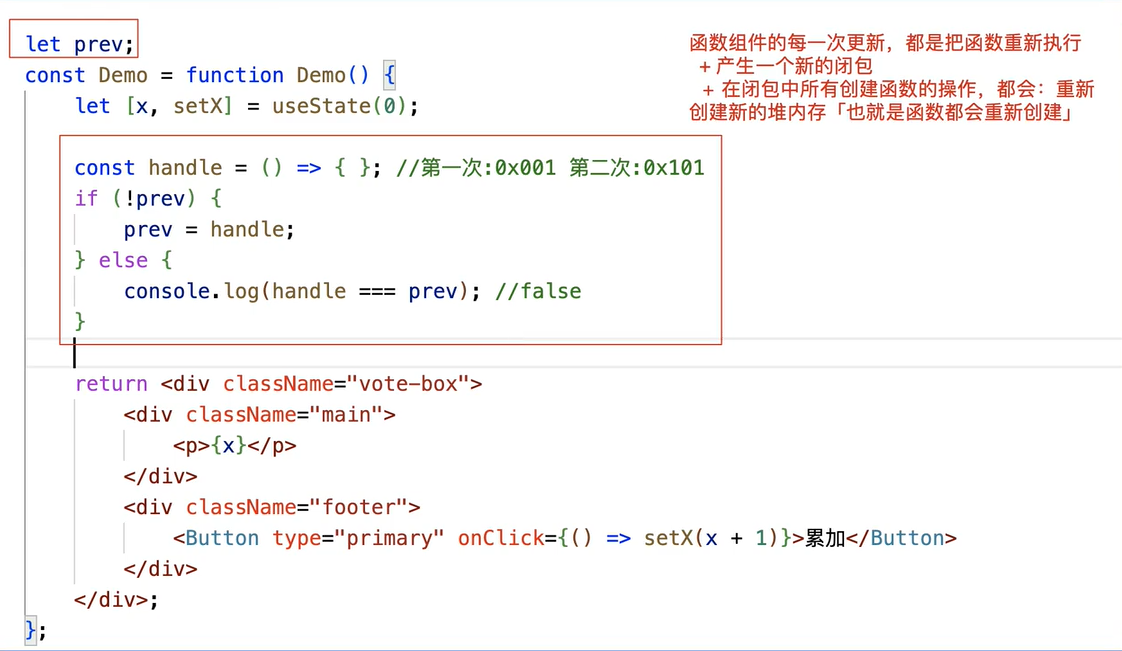 let prev;
const Demo = function Demo() {
let [x, setX] = useState(0);
const handle = () => { }; //第一次:0x001 第二次:0x101
if (!prev) {
prev = handle;
} else {
console.log(handle === prev); //false
}
return <div className="vote-box">
<div className="main">
<p>{x}</p>
</div>
<div className="footer">
<Button type="primary" onClick={() => setX(x + 1)}>累加</Button>
</div>
</div>;
};
函数组件的每一次更新，都是把函数重新执行
+ 产生一个新的闭包
+ 在闭包中所有创建函数的操作，都会：重新
创建新的堆内存「也就是函数都会重新创建」